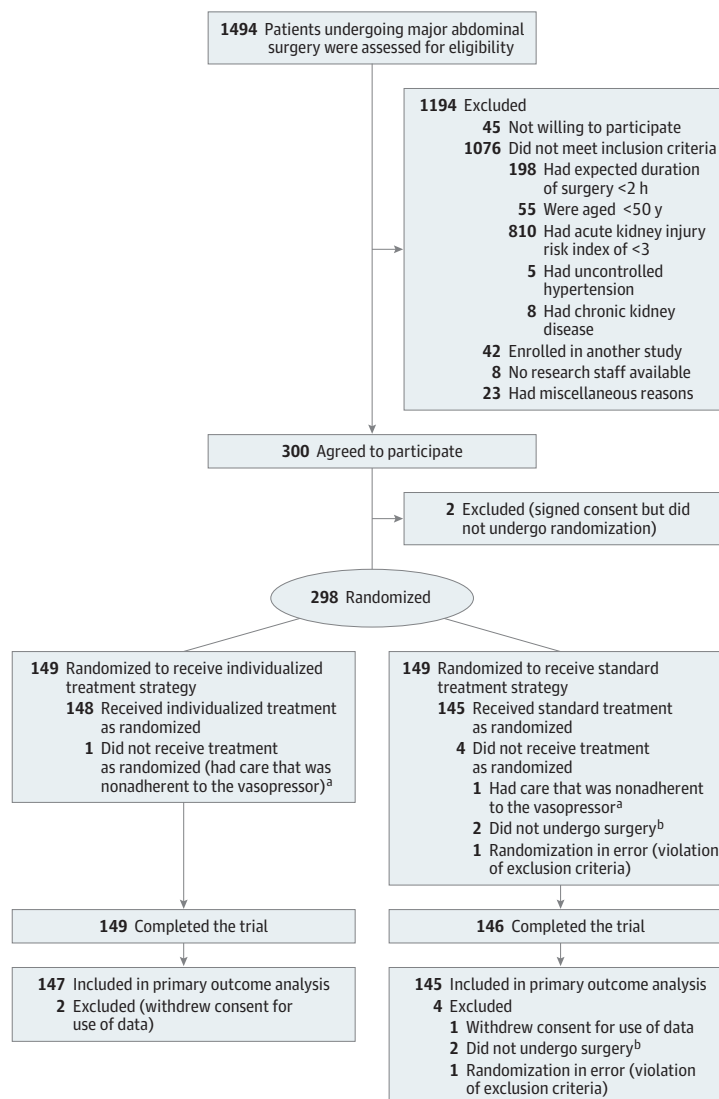 1494 Patients undergoing major abdominal
surgery were assessed for eligibility
1194 Excluded
45 Not willing to participate
1076 Did not meet inclusion criteria
198 Had expected duration
of surgery <2 h
55 Were aged <50 y
810 Had acute kidney injury
risk index of <3
5 Had uncontrolled
hypertension
8 Had chronic kidney
disease
42 Enrolled in another study
8 No research staff available
23 Had miscellaneous reasons
300 Agreed to participate
2 Excluded (signed consent but did
not undergo randomization)
298 Randomized
149 Randomized to receive individualized
treatment strategy
148 Received individualized treatment
as randomized
1 Did not receive treatment
as randomized (had care that was
nonadherent to the vasopressor)a
149 Randomized to receive standard
treatment strategy
145 Received standard treatment
as randomized
4 Did not receive treatment
as randomized
1 Had care that was nonadherent
to the vasopressora
2 Did not undergo surgeryb
1 Randomization in error (violation
of exclusion criteria)
149 Completed the trial
146 Completed the trial
147 Included in primary outcome analysis
2 Excluded (withdrew consent for
use of data)
145 Included in primary outcome analysis
4 Excluded
1 Withdrew consent for use of data
2 Did not undergo surgeryb
1 Randomization in error (violation
of exclusion criteria)